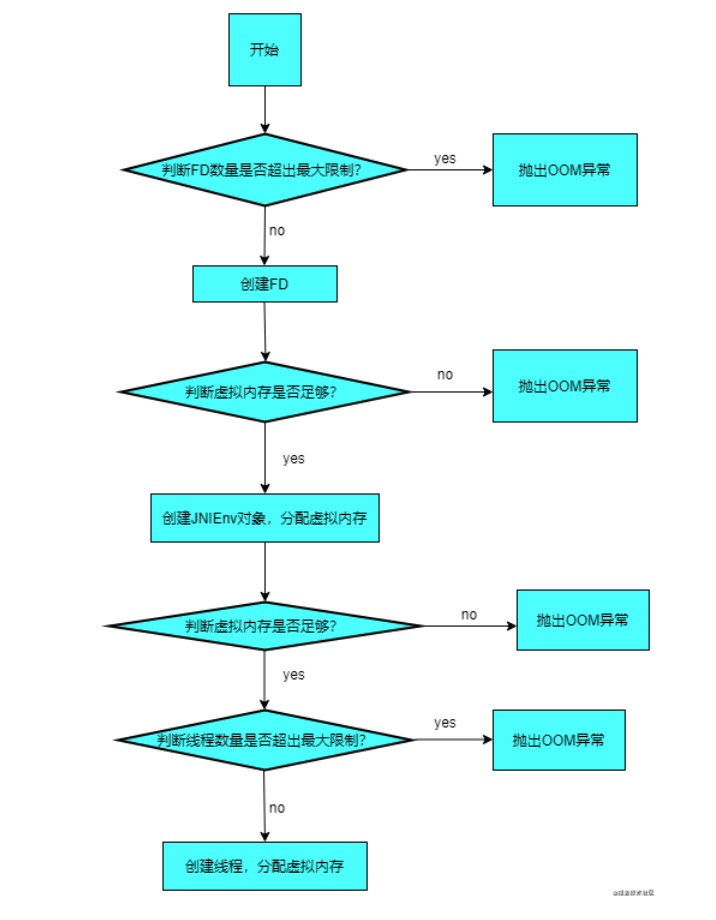 开始
判断FD数量是否超出最大限制?
yes
抛出OOM异常
no
创建FD
判断虚拟内存是否足够?
no
抛出OOM异常
yes
创建JNIEnv对象，分配虚拟内存
判断虚拟内存是否足够?
no
抛出OOM异常
yes
判断线程数量是否超出最大限制?
yes
抛出OOM异常
no
创建线程，分配虚拟内存